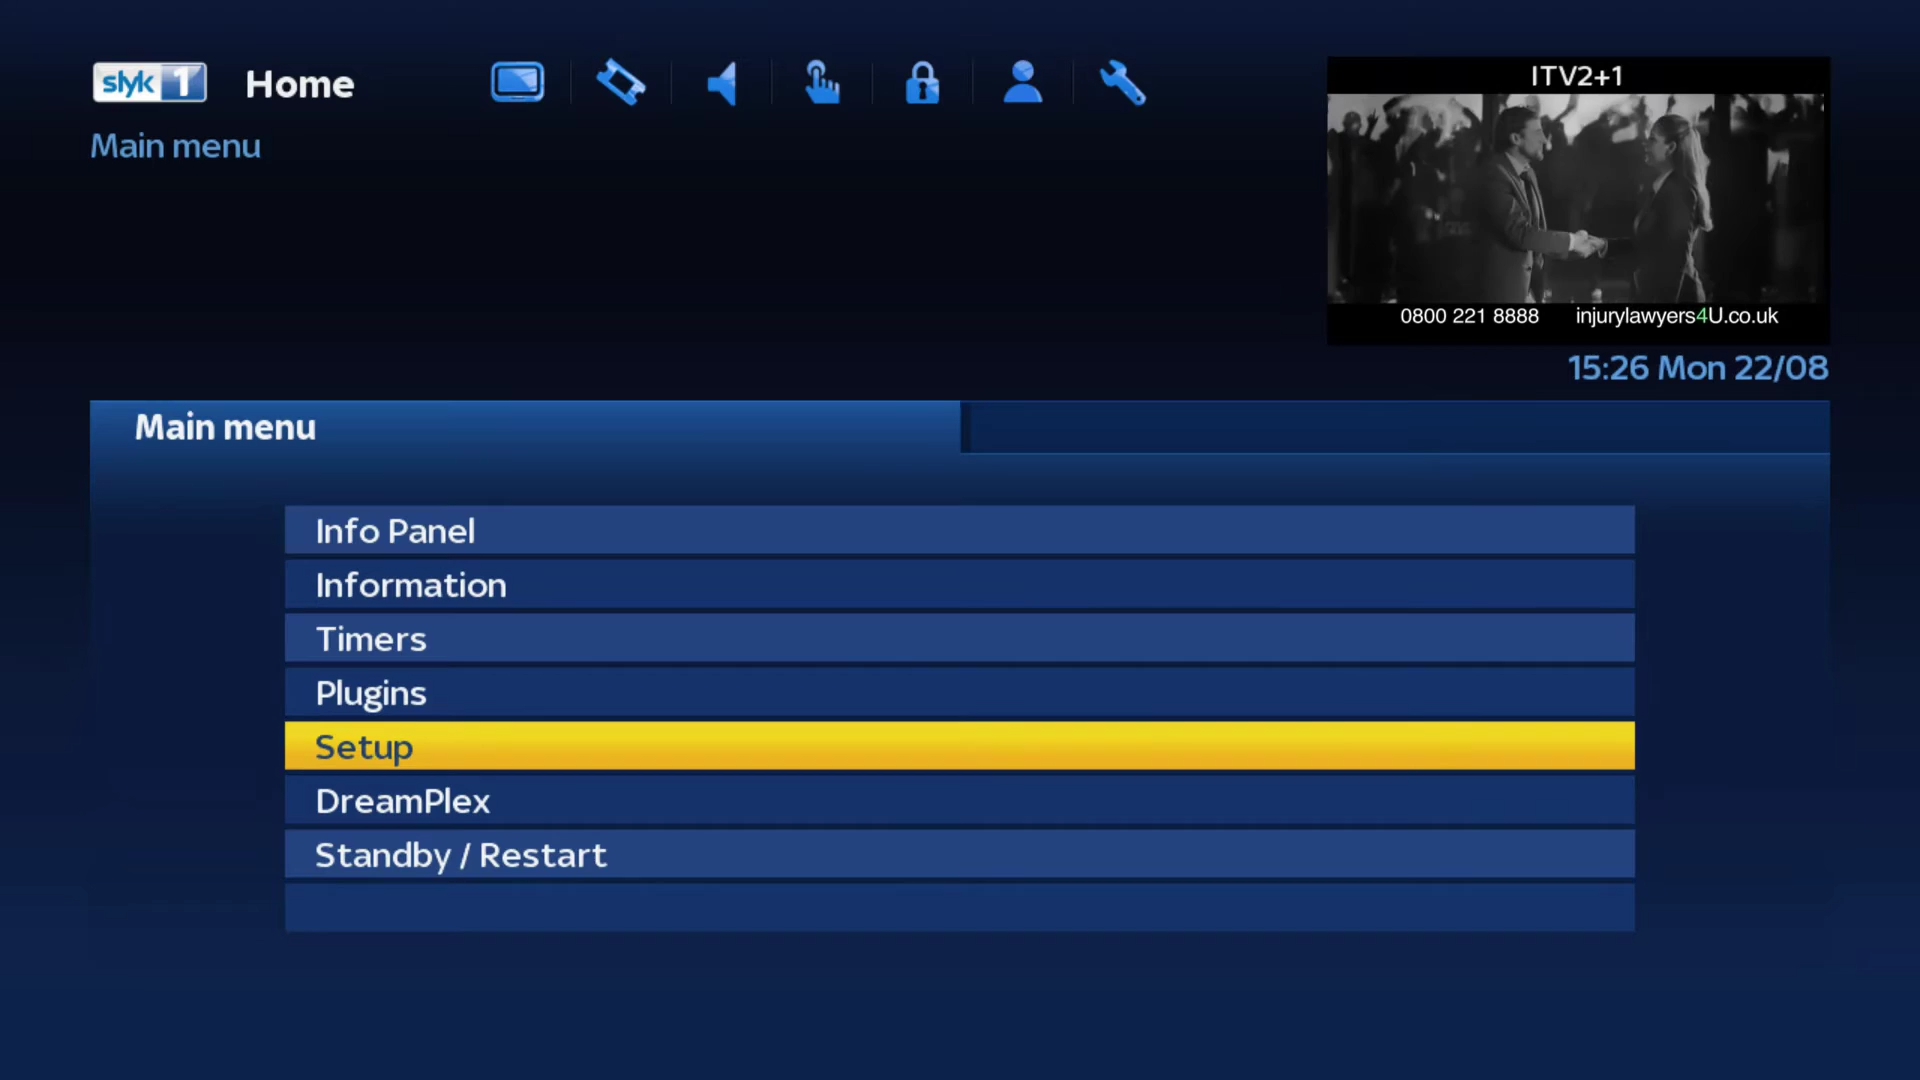 slyk 1 Home
Main menu
ITV2+1
0800 221 8888 injurylawyers4U.co.uk
15:26 Mon 22/08
Main menu
Info Panel
Information
Timers
Plugins
Setup
DreamPlex
Standby / Restart